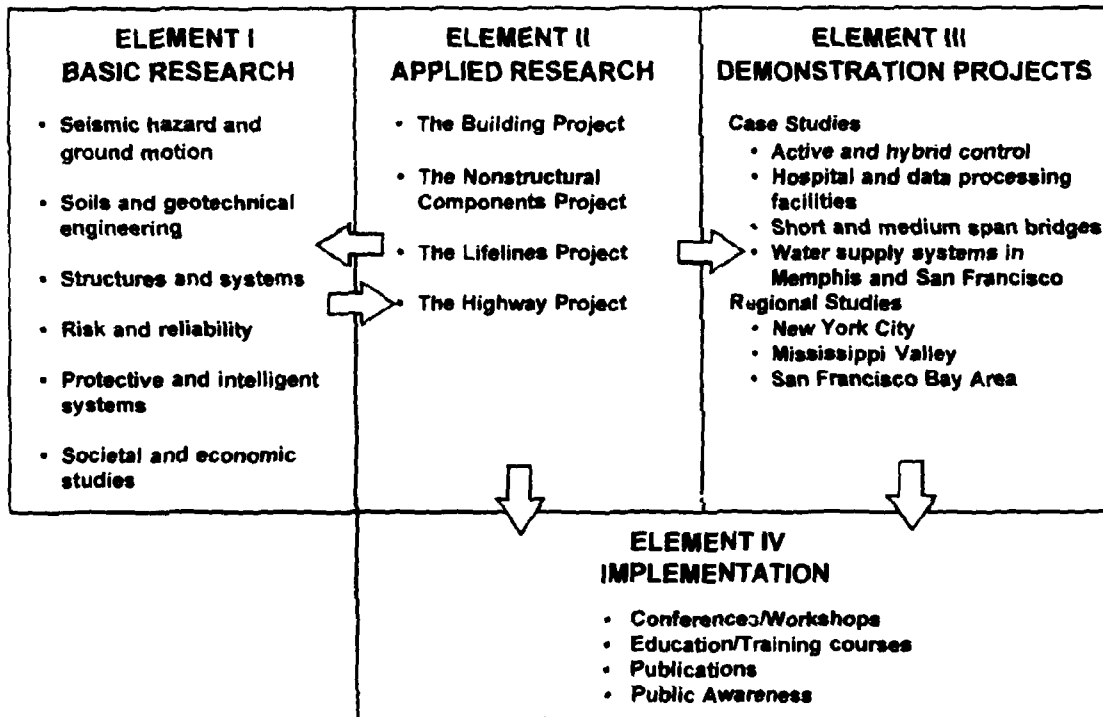 ELEMENT I
BASIC RESEARCH
• Seismic hazard and
ground motion
• Soils and geotechnical
engineering
• Structures and systems
• Risk and reliability
• Protective and intelligent
systems
• Societal and economic
studies
ELEMENT II
APPLIED RESEARCH
• The Building Project
• The Nonstructural
Components Project
• The Lifelines Project
• The Highway Project
ELEMENT III
DEMONSTRATION PROJECTS
Case Studies
• Active and hybrid control
• Hospital and data processing
facilities
• Short and medium span bridges
• Water supply systems in
Memphis and San Francisco
Regional Studies
• New York City
• Mississippi Valley
• San Francisco Bay Area
ELEMENT IV
IMPLEMENTATION
• Conferences/Workshops
• Education/Training courses
• Publications
• Public Awareness